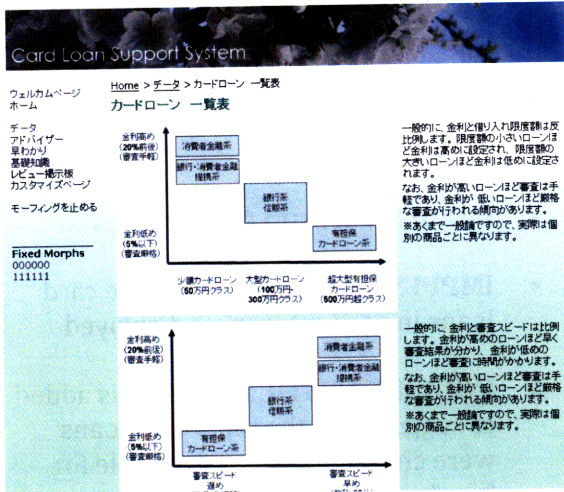 Card Loan Support System
ウェルカムページ
ホーム
データ
アドバイザー
早わかり
基礎知識
レビュー掲示板
カスタマイズページ
モーフィングを止める
Fixed Morphs
000000
111111
Home > データ > カードローン 一覧表
カードローン 一覧表
金利高め
(20%前後)
(審査手軽)
消費者金融系
銀行・消費者金融
提携系
銀行系
信販系
有担保
カードローン系
金利低め
(5%以下)
(審査厳格)
少額カードローン
(50万円クラス)
大型カードローン
(100万円-
300万円クラス)
超大型有担保
カードローン
(500万円超クラス)
一般的に、金利と借り入れ限度額は反
比例します。限度額の小さいローンほ
ど金利は高めに設定され、限度額の
大きいローンほど金利は低めに設定さ
れます。
なお、金利が高いローンほど審査は手
軽であり、金利が 低いローンほど厳格
な審査が行われる傾向があります。
※あくまで一般論ですので、実際は個
別の商品ごとに異なります。
金利高め
(20%前後)
(審査手軽)
消費者金融系
銀行・消費者金融
提携系
銀行系
信販系
有担保
カードローン系
金利低め
(5%以下)
(審査厳格)
審査スピード
遅め
審査スピード
早め
一般的に、金利と審査スピードは比例
します。金利が高めのローンほど早く
審査結果が分かり、金利が低めの
ローンほど審査に時間がかかります。
なお、金利が高いローンほど審査は手
軽であり、金利が 低いローンほど厳格
な審査が行われる傾向があります。
※あくまで一般論ですので、実際は個
別の商品ごとに異なります。